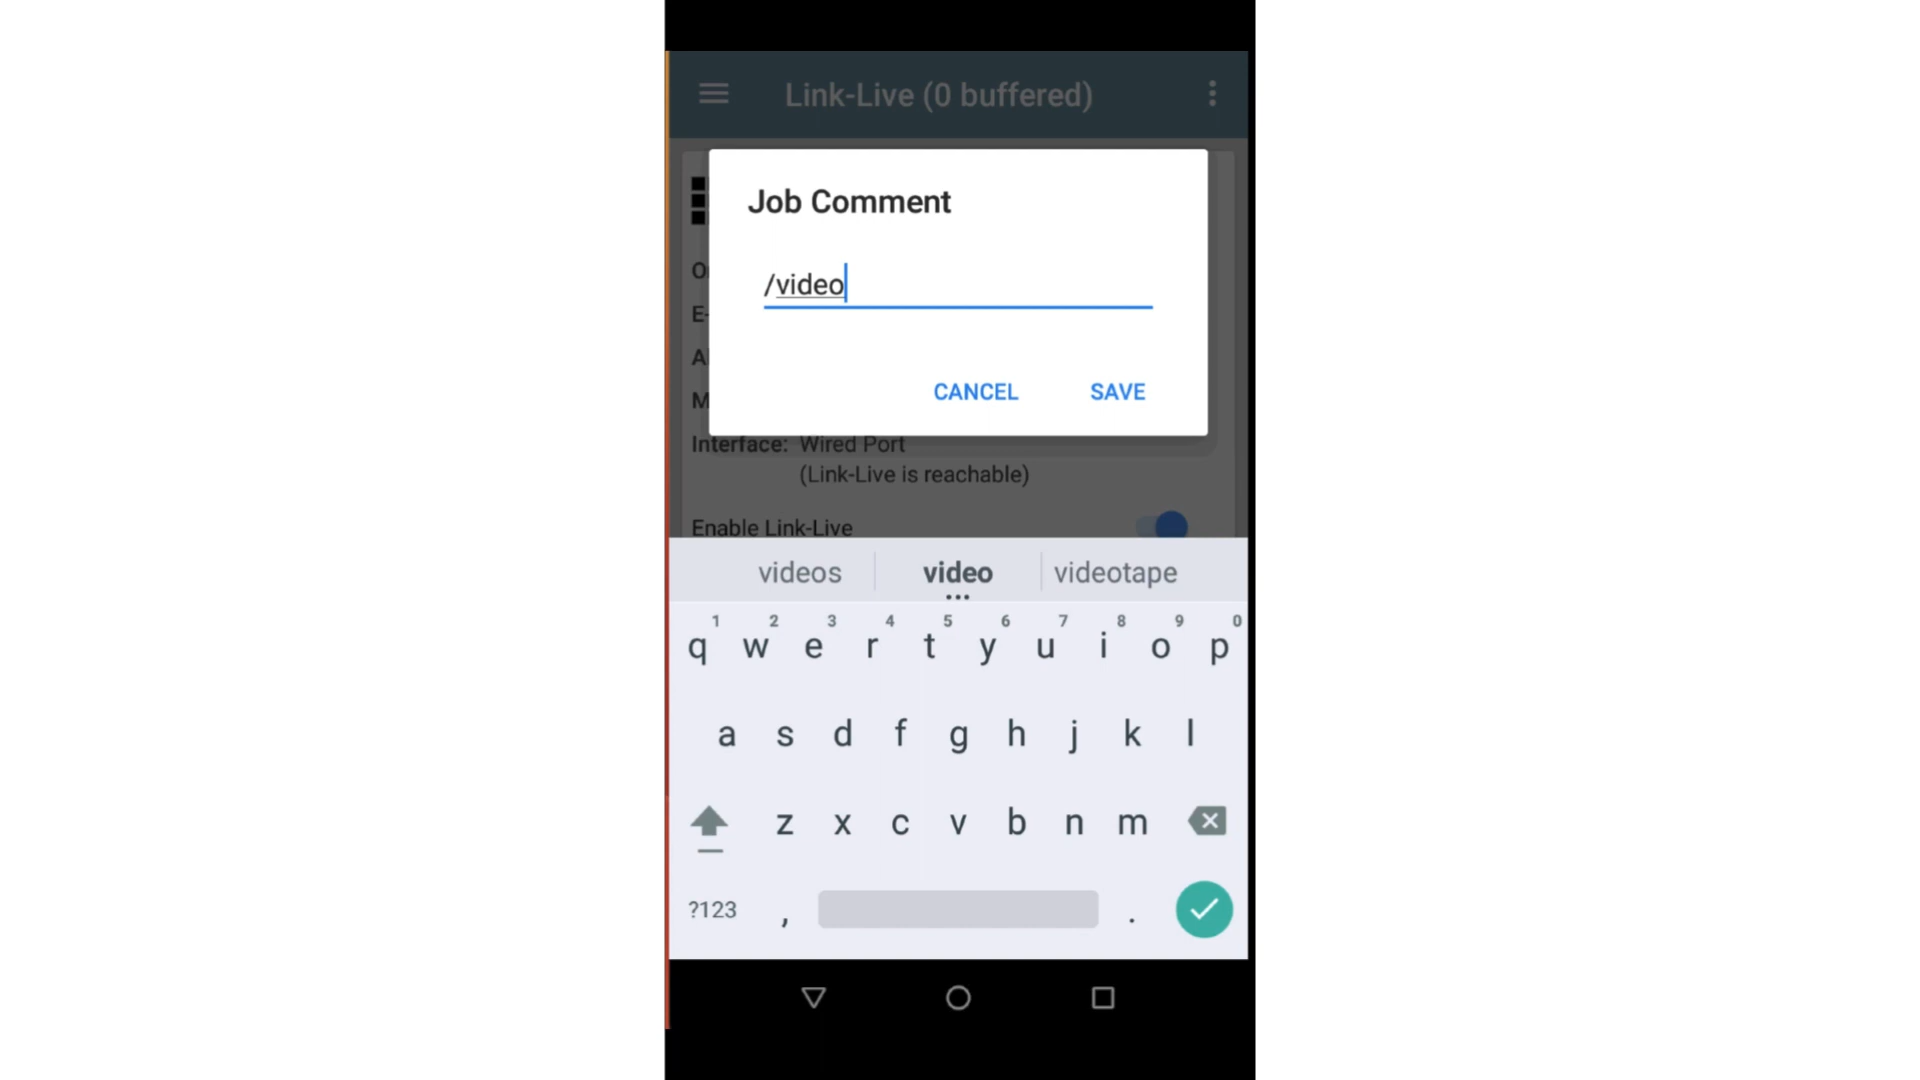 Link-Live (0 buffered)
Job Comment
/video
CANCEL SAVE
O
E-
A
M
Interface: Wired Port
(Link-Live is reachable)
Enable Link-Live
videos video videotape
1 2 3 4 5 6 7 8 9 0
q w e r t y u i o p
a s d f g h j k l
z x c v b n m
?123 , .